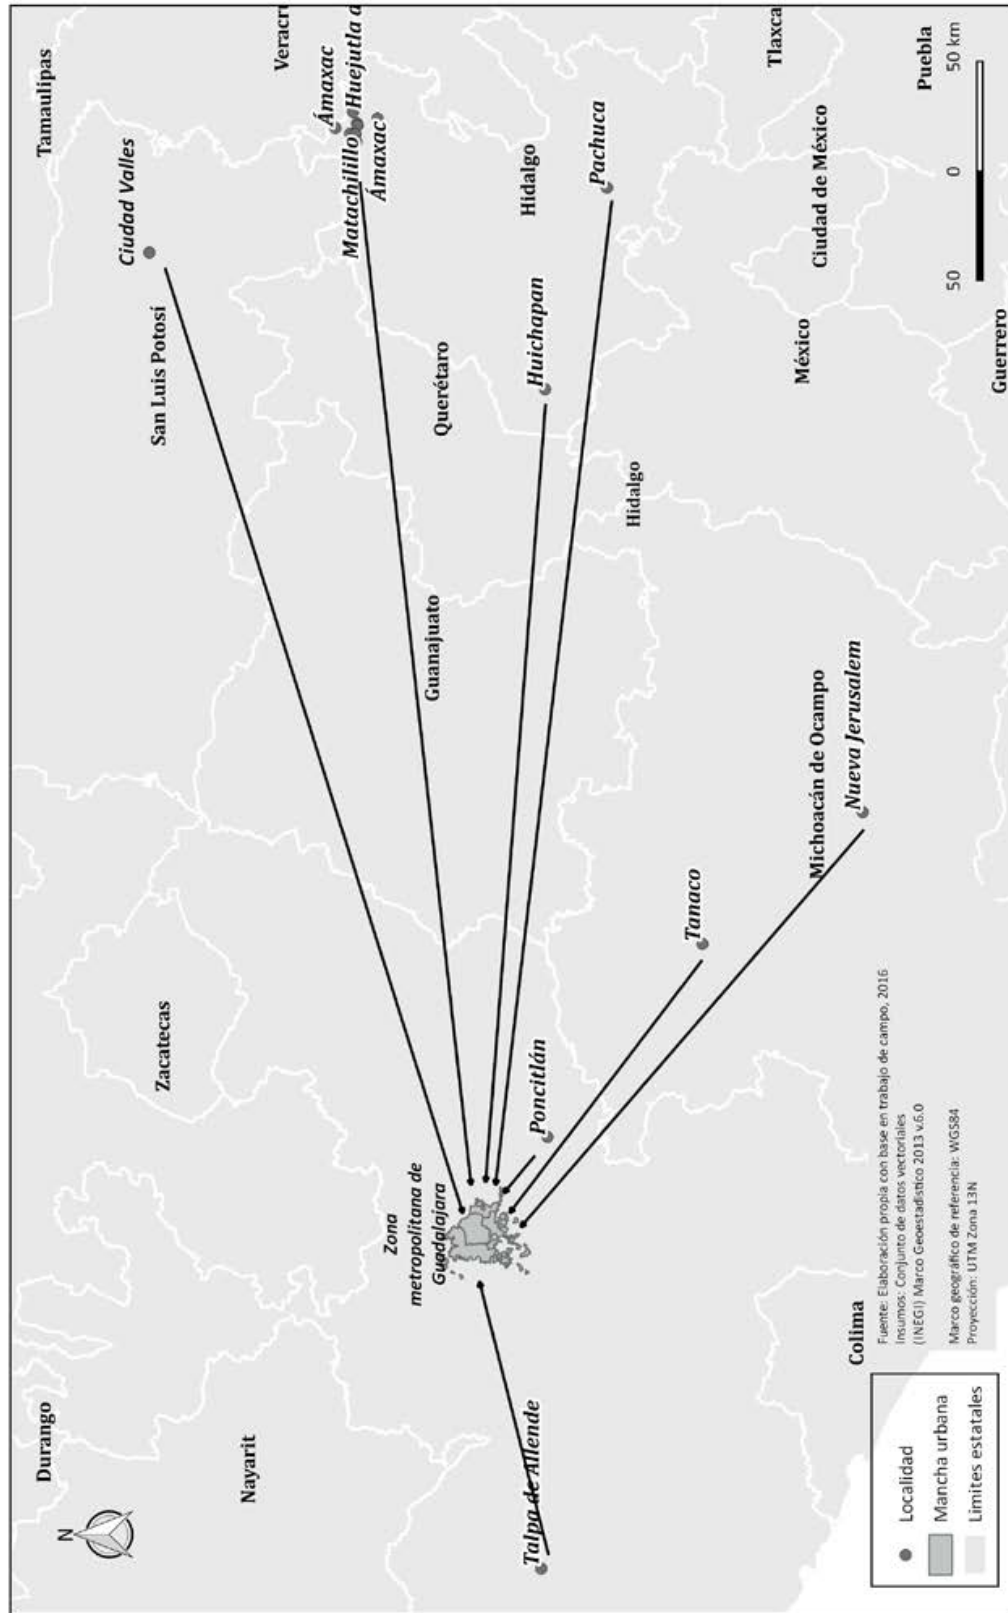 Durango
Zacatecas
San Luis Potosí
Ciudad Valles
Tamaulipas
Nayarit
Veracru
Ámaxac
Matachilillo
Huejutla d
Ámaxac
Zona
metropolitana de
Guadalajara
Guanajuato
Querétaro
Hidalgo
Talpa de Allende
Poncitlán
Huichapan
Pachuca
Hidalgo
Tanaco
Michoacán de Ocampo
Nueva Jerusalem
México
Ciudad de México
Tlaxca
Colima
Guerrero
Puebla
Localidad
Mancha urbana
Limites estatales
Fuente: Elaboración propia con base en trabajo de campo, 2016
Insumos: Conjunto de datos vectoriales
(INEGI) Marco Geoestadístico 2013 v.6.0
Marco geográfico de referencia: WGS84
Proyección: UTM Zona 13N
50 0 50 km
N